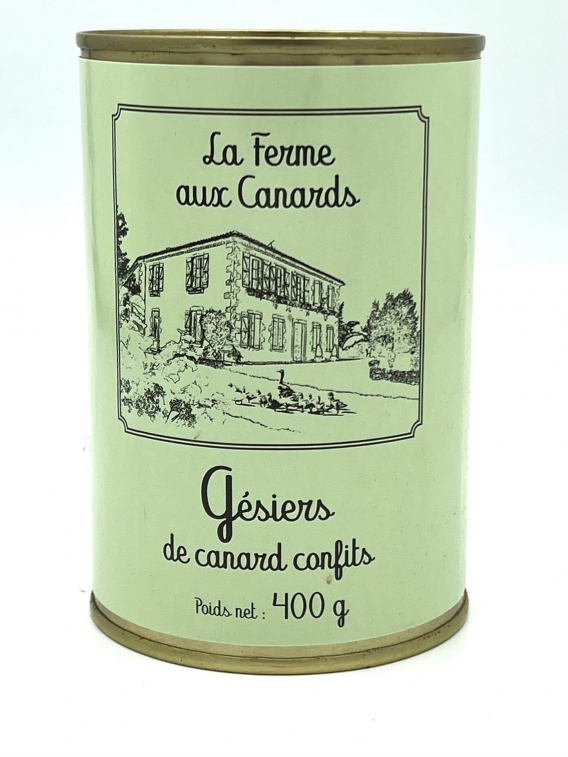 La Ferme
aux Canards
Gésiers
de canard confits
Poids net : 400 g